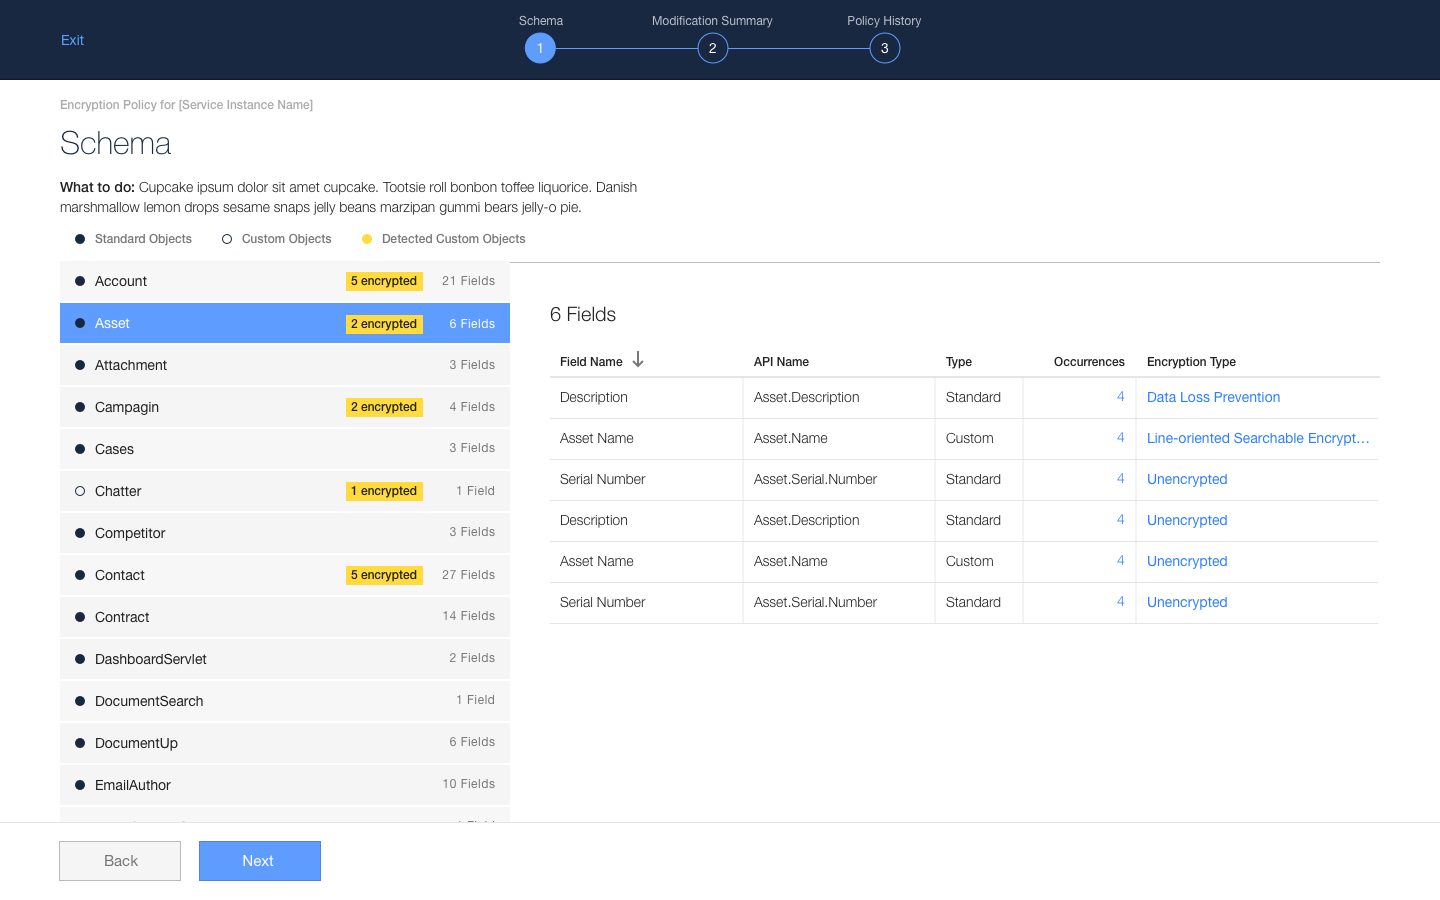 Exit
Schema
Modification Summary
Policy History
1
2
3
Encryption Policy for [Service Instance Name]
Schema
What to do: Cupcake ipsum dolor sit amet cupcake. Tootsie roll bonbon toffee liquorice. Danish
marshmallow lemon drops sesame snaps jelly beans marzipan gummi bears jelly-o pie.
Standard Objects
Custom Objects
Detected Custom Objects
Account 5 encrypted 21 Fields
Asset 2 encrypted 6 Fields
Attachment 3 Fields
Campagin 2 encrypted 4 Fields
Cases 3 Fields
Chatter 1 encrypted 1 Field
Competitor 3 Fields
Contact 5 encrypted 27 Fields
Contract 14 Fields
DashboardServlet 2 Fields
DocumentSearch 1 Field
DocumentUp 6 Fields
EmailAuthor 10 Fields
6 Fields
Field Name API Name Type Occurrences Encryption Type
Description Asset.Description Standard 4 Data Loss Prevention
Asset Name Asset.Name Custom 4 Line-oriented Searchable Encrypt...
Serial Number Asset.Serial.Number Standard 4 Unencrypted
Description Asset.Description Standard 4 Unencrypted
Asset Name Asset.Name Custom 4 Unencrypted
Serial Number Asset.Serial.Number Standard 4 Unencrypted
Back
Next